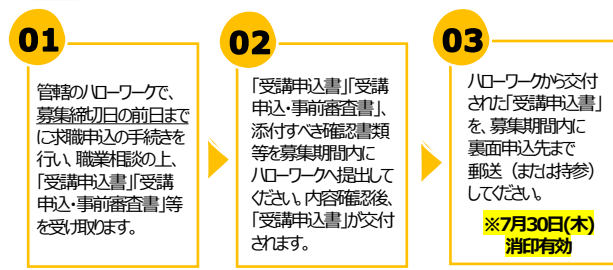 01
管轄のハローワークで、
募集締切日の前日まで
に求職申込の手続きを
行い、職業相談の上、
「受講申込書」「受講
申込・事前審査書」等
を受け取ります。
02
「受講申込書」「受講
申込・事前審査書」、
添付すべき確認書類
等を募集期間内に
ハローワークへ提出して
ください。内容確認後、
「受講申込書」が交付
されます。
03
ハローワークから交付
された「受講申込書」
を、募集期間内に
裏面申込先まで
郵送（または持参）
してください。
※7月30日(木)
消印有効